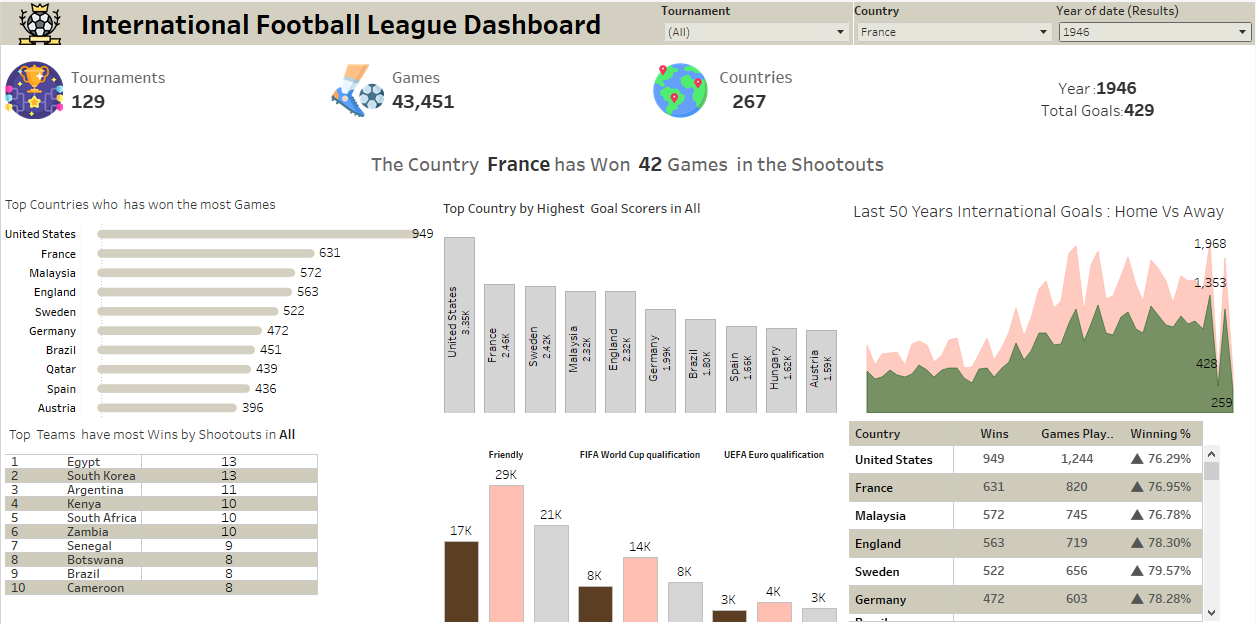 International Football League Dashboard
Tournament
(All)
Country
France
Year of date (Results)
1946
Tournaments
129
Games
43,451
Countries
267
Year :1946
Total Goals:429
The Country France has Won 42 Games in the Shootouts
Top Countries who has won the most Games
United States 949
France 631
Malaysia 572
England 563
Sweden 522
Germany 472
Brazil 451
Qatar 439
Spain 436
Austria 396
Top Country by Highest Goal Scorers in All
United States 3.35K
France 2.46K
Sweden 2.42K
Malaysia 2.32K
England 2.32K
Germany 1.99K
Brazil 1.80K
Spain 1.66K
Hungary 1.62K
Austria 1.59K
Last 50 Years International Goals : Home Vs Away
1,968
1,353
428
259
Top Teams have most Wins by Shootouts in All
1 Egypt 13
2 South Korea 13
3 Argentina 11
4 Kenya 10
5 South Africa 10
6 Zambia 10
7 Senegal 9
8 Botswana 8
9 Brazil 8
10 Cameroon 8
Friendly FIFA World Cup qualification UEFA Euro qualification
17K 29K 21K 8K 14K 8K 3K 4K 3K
Country Wins Games Play.. Winning %
United States 949 1,244 ▲ 76.29%
France 631 820 ▲ 76.95%
Malaysia 572 745 ▲ 76.78%
England 563 719 ▲ 78.30%
Sweden 522 656 ▲ 79.57%
Germany 472 603 ▲ 78.28%